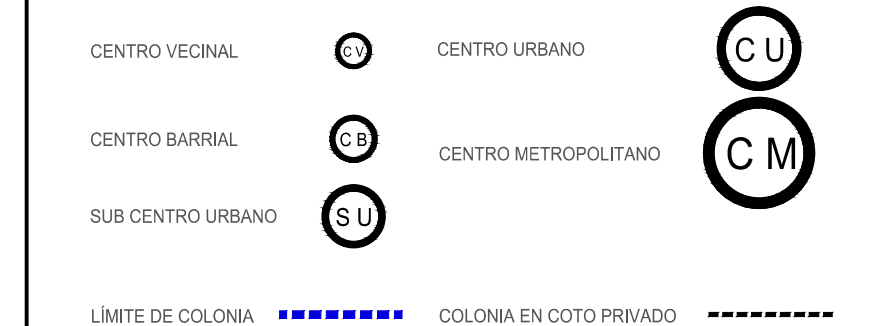 CENTRO VECINAL CV
CENTRO URBANO CU
CENTRO BARRIAL CB
CENTRO METROPOLITANO CM
SUB CENTRO URBANO SU
LÍMITE DE COLONIA
COLONIA EN COTO PRIVADO